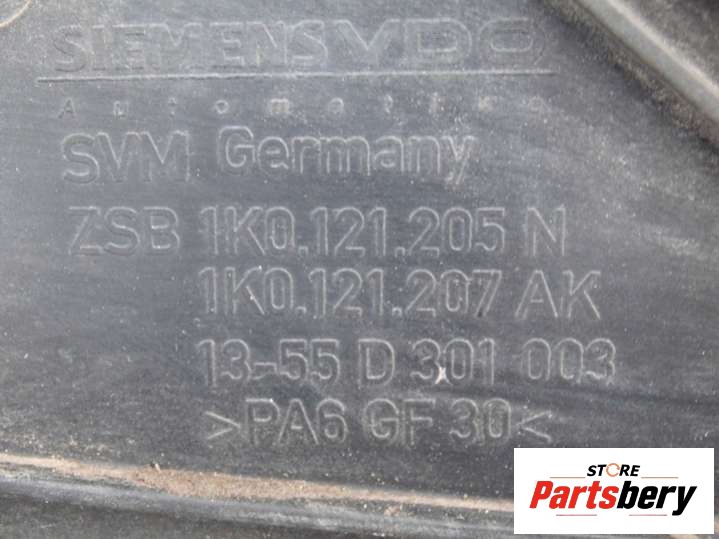 SIEMENS VDO
Automotive
SVM Germany
ZSB 1K0.121.205 N
1K0.121.207 AK
13-55 D 301 003
>PA6 GF 30<
STORE
Partsbery